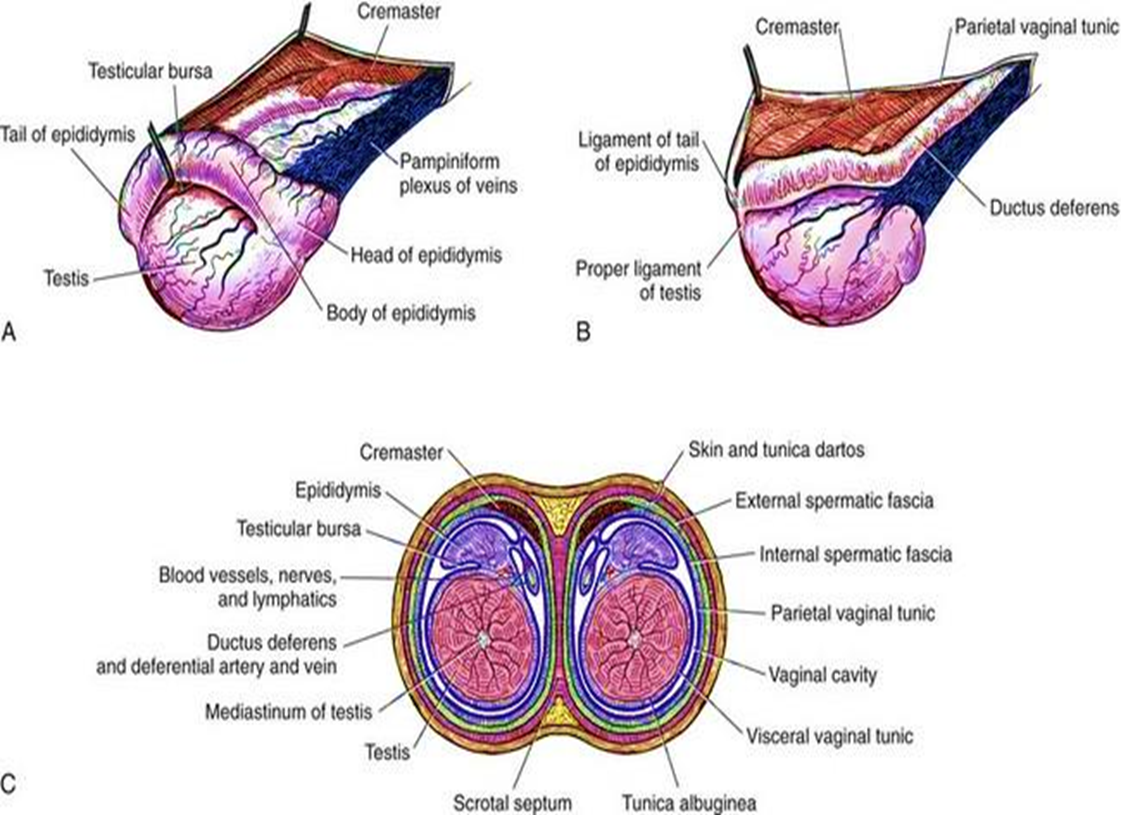 Cremaster
Testicular bursa
Tail of epididymis
Pampiniform
plexus of veins
Head of epididymis
Testis
Body of epididymis
A
Cremaster
Parietal vaginal tunic
Ligament of tail
of epididymis
Ductus deferens
Proper ligament
of testis
B
Cremaster
Skin and tunica dartos
Epididymis
External spermatic fascia
Testicular bursa
Internal spermatic fascia
Blood vessels, nerves,
and lymphatics
Parietal vaginal tunic
Ductus deferens
and deferential artery and vein
Vaginal cavity
Mediastinum of testis
Visceral vaginal tunic
Testis
C
Scrotal septum
Tunica albuginea